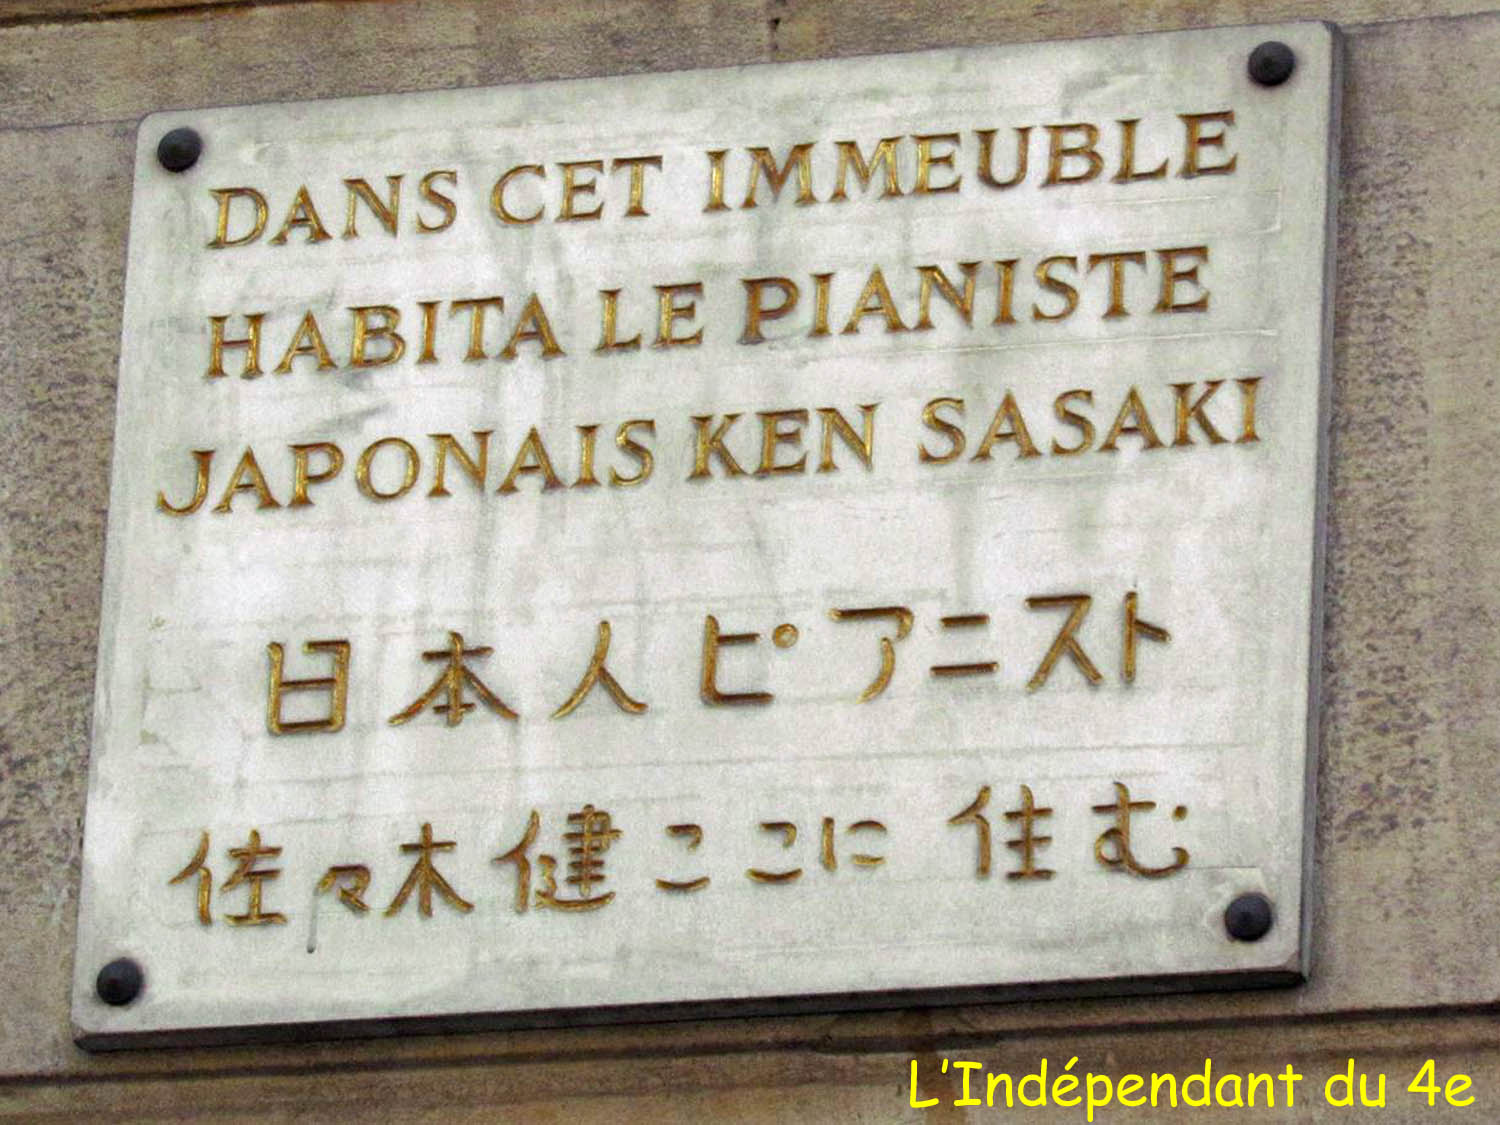 DANS CET IMMEUBLE
HABITA LE PIANISTE
JAPONAIS KEN SASAKI
日本人ピアニスト
佐々木健ここに住む
L'Indépendant du 4e